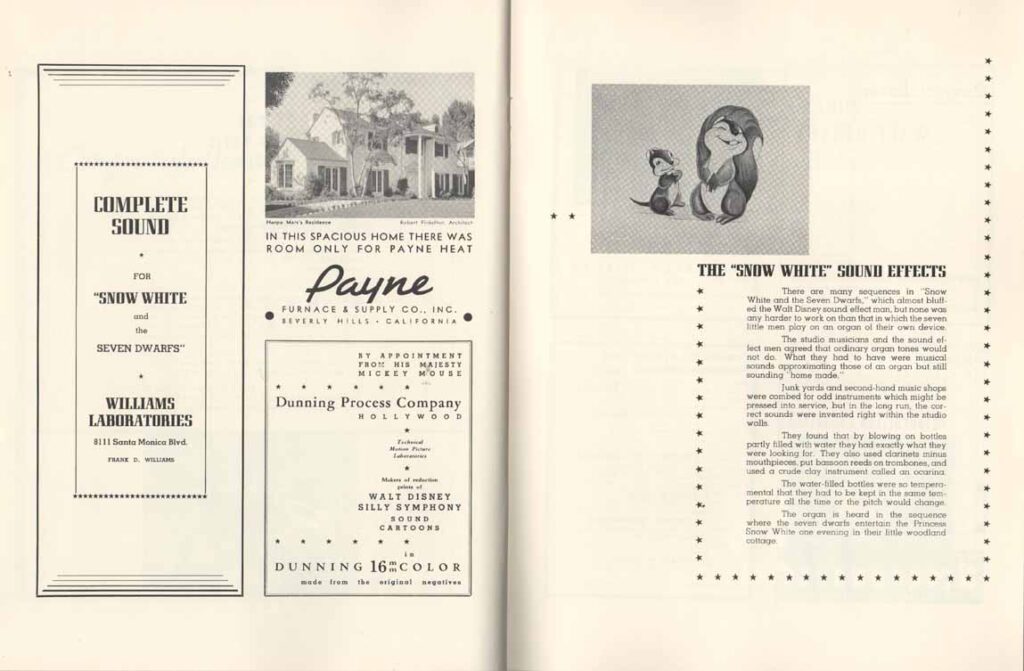 COMPLETE
SOUND
FOR
"SNOW WHITE
and
the
SEVEN DWARFS"
WILLIAMS
LABORATORIES
8111 Santa Monica Blvd.
FRANK D. WILLIAMS
Harpo Marx's Residence Robert Finkelhor, Architect
IN THIS SPACIOUS HOME THERE WAS
ROOM ONLY FOR PAYNE HEAT
Payne
FURNACE & SUPPLY CO., INC.
BEVERLY HILLS • CALIFORNIA
BY APPOINTMENT
FROM HIS MAJESTY
MICKEY MOUSE
Dunning Process Company
HOLLYWOOD
Technical
Motion Picture
Laboratories
Makers of reduction
prints of
WALT DISNEY
SILLY SYMPHONY
SOUND
CARTOONS
in
DUNNING 16mm COLOR
made from the original negatives
THE "SNOW WHITE" SOUND EFFECTS
There are many sequences in "Snow
White and the Seven Dwarfs," which almost bluff-
ed the Walt Disney sound effect man, but none was
any harder to work on than that in which the seven
little men play on an organ of their own device.
The studio musicians and the sound ef-
fect men agreed that ordinary organ tones would
not do. What they had to have were musical
sounds approximating those of an organ but still
sounding "home made."
Junk yards and second-hand music shops
were combed for odd instruments which might be
pressed into service, but in the long run, the cor-
rect sounds were invented right within the studio
walls.
They found that by blowing on bottles
partly filled with water they had exactly what they
were looking for. They also used clarinets minus
mouthpieces, put bassoon reeds on trombones, and
used a crude clay instrument called an ocarina.
The water-filled bottles were so tempera-
mental that they had to be kept in the same tem-
perature all the time or the pitch would change.
The organ is heard in the sequence
where the seven dwarfs entertain the Princess
Snow White one evening in their little woodland
cottage.